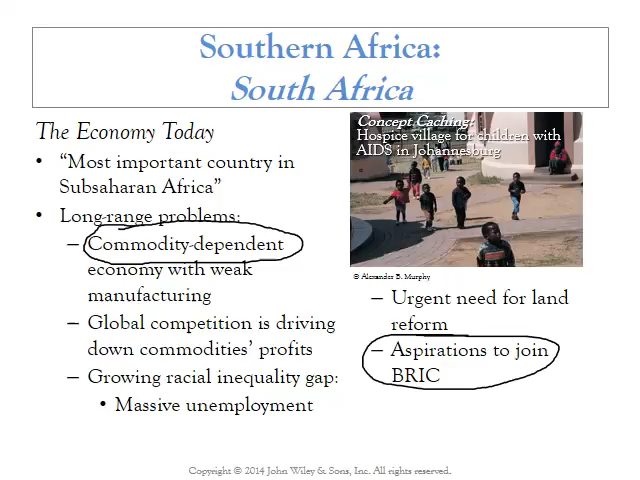 Southern Africa:
South Africa
The Economy Today
• “Most important country in
Subsaharan Africa”
• Long-range problems:
– Commodity-dependent
economy with weak
manufacturing
– Global competition is driving
down commodities’ profits
– Growing racial inequality gap:
• Massive unemployment
Concept Caching:
Hospice village for children with
AIDS in Johannesburg
© Alexander B. Murphy
– Urgent need for land
reform
– Aspirations to join
BRIC
Copyright © 2014 John Wiley & Sons, Inc. All rights reserved.